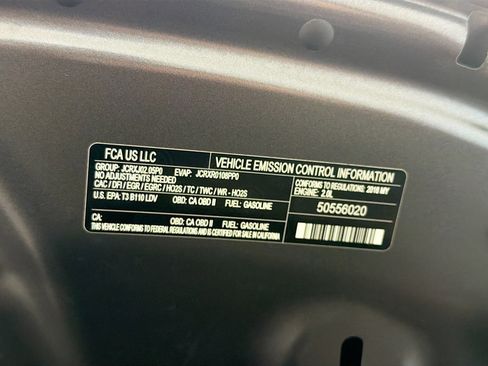 FCA US LLC
VEHICLE EMISSION CONTROL INFORMATION
GROUP: JCRXJ02.05P0 EVAP: JCRXR0108PP0
NO ADJUSTMENTS NEEDED
CAC / DFI / EGR / EGRC / HO2S / TC / TWC / WR - HO2S
CONFORMS TO REGULATIONS: 2018 MY
ENGINE: 2.0L
U.S. EPA: T3 B110 LDV OBD: CA OBD II FUEL: GASOLINE
50556020
CA: OBD: CA OBD II FUEL: GASOLINE
THIS VEHICLE CONFORMS TO FEDERAL REGULATIONS AND IS CERTIFIED FOR SALE IN CALIFORNIA